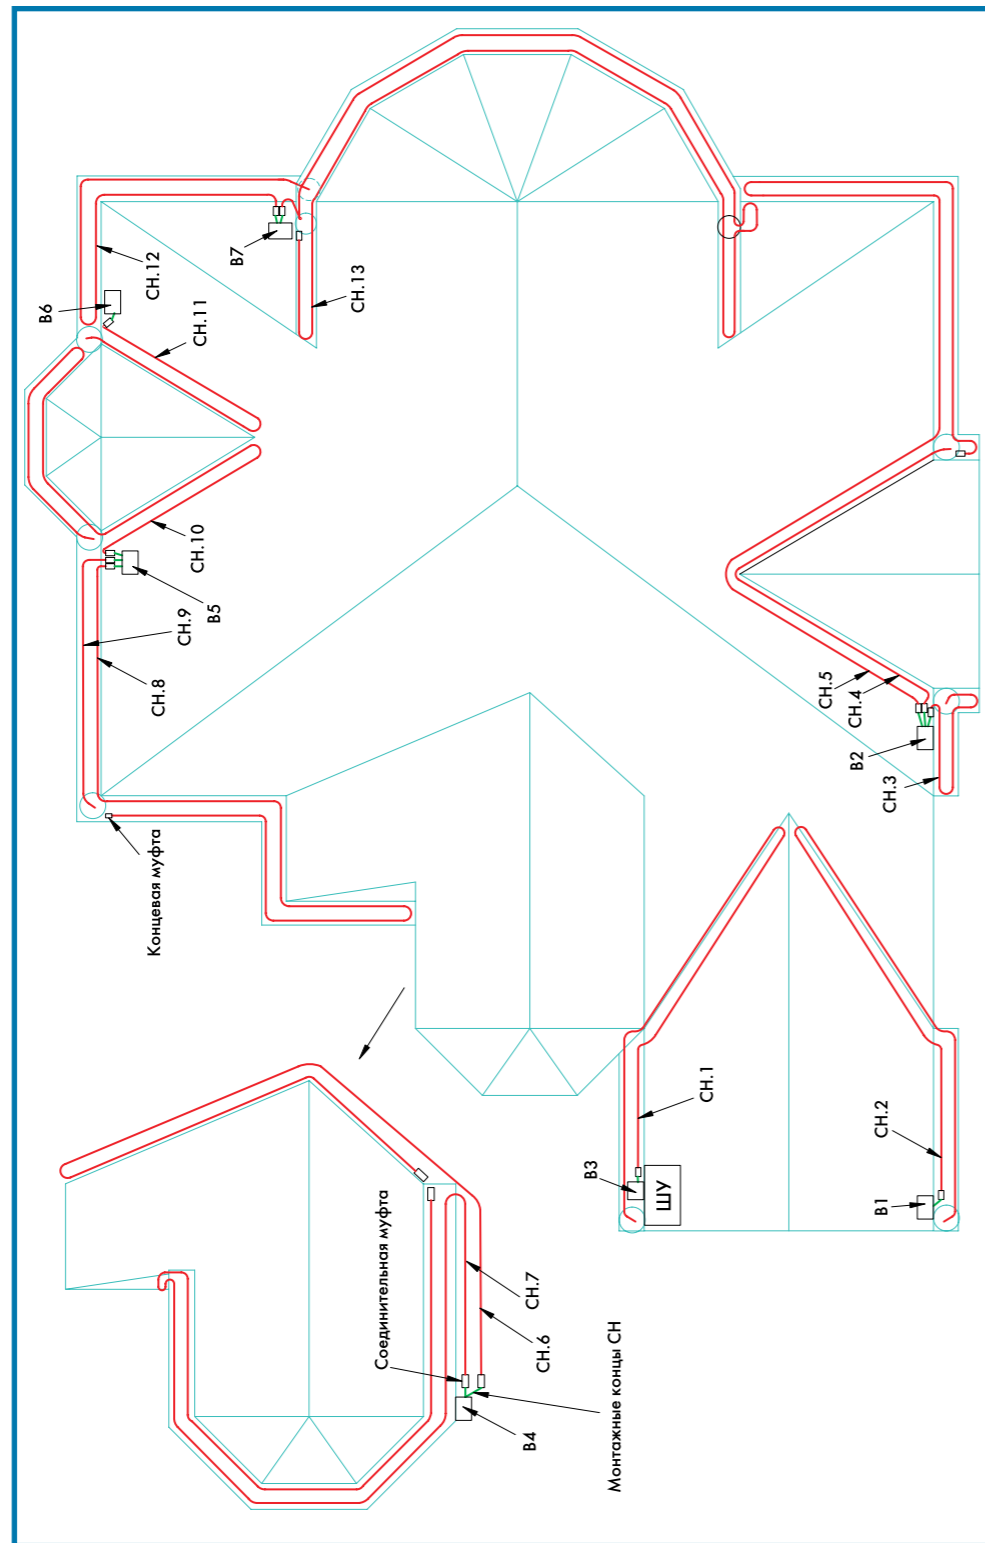 В6
СН.12
СН.11
В7
СН.13
СН.10
В5
СН.9
СН.8
Концевая муфта
СН.5
СН.4
В2
СН.3
СН.1
В3
ШУ
СН.2
В1
Соединительная муфта
СН.7
СН.6
В4
Монтажные концы СН